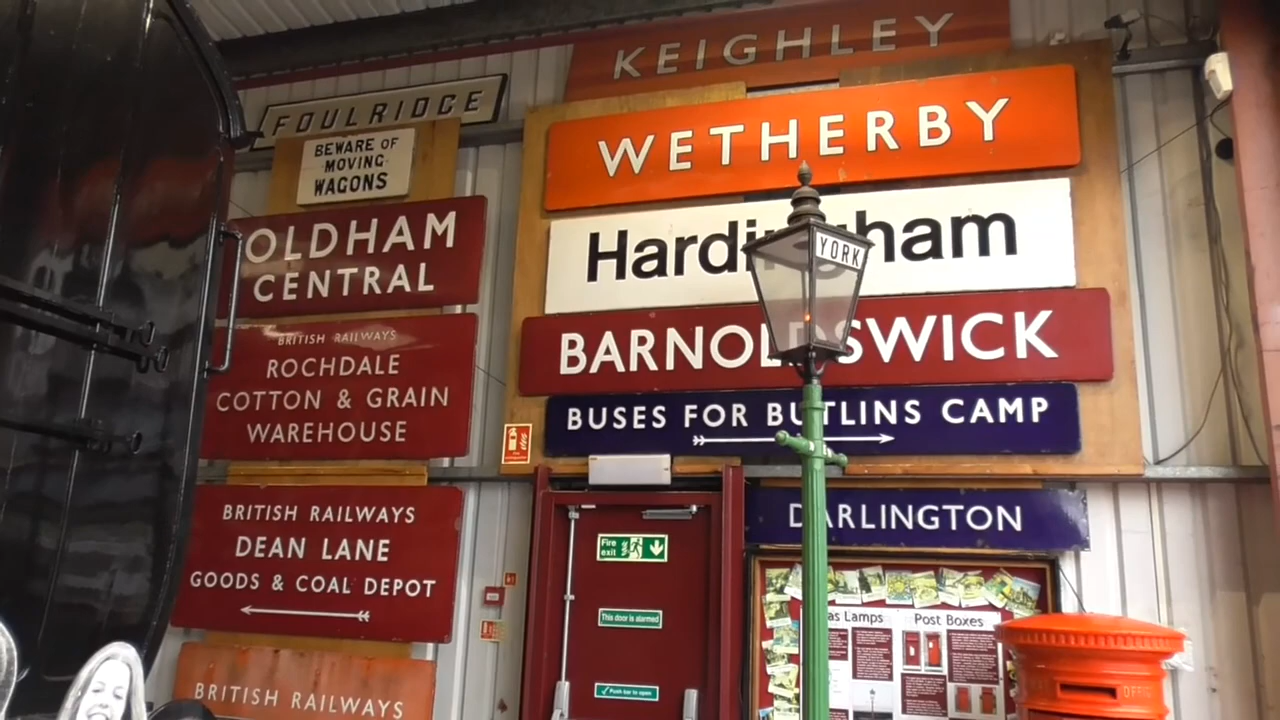 KEIGHLEY
FOULRIDGE
WETHERBY
BEWARE OF
MOVING
WAGONS
OLDHAM
CENTRAL
Hardingham
YORK
BARNOLDSWICK
BRITISH RAILWAYS
ROCHDALE
COTTON & GRAIN
WAREHOUSE
BUSES FOR BUTLINS CAMP
BRITISH RAILWAYS
DEAN LANE
GOODS & COAL DEPOT
DARLINGTON
Fire
exit
This door is alarmed
Push bar to open
Lamps
Post Boxes
BRITISH RAILWAYS